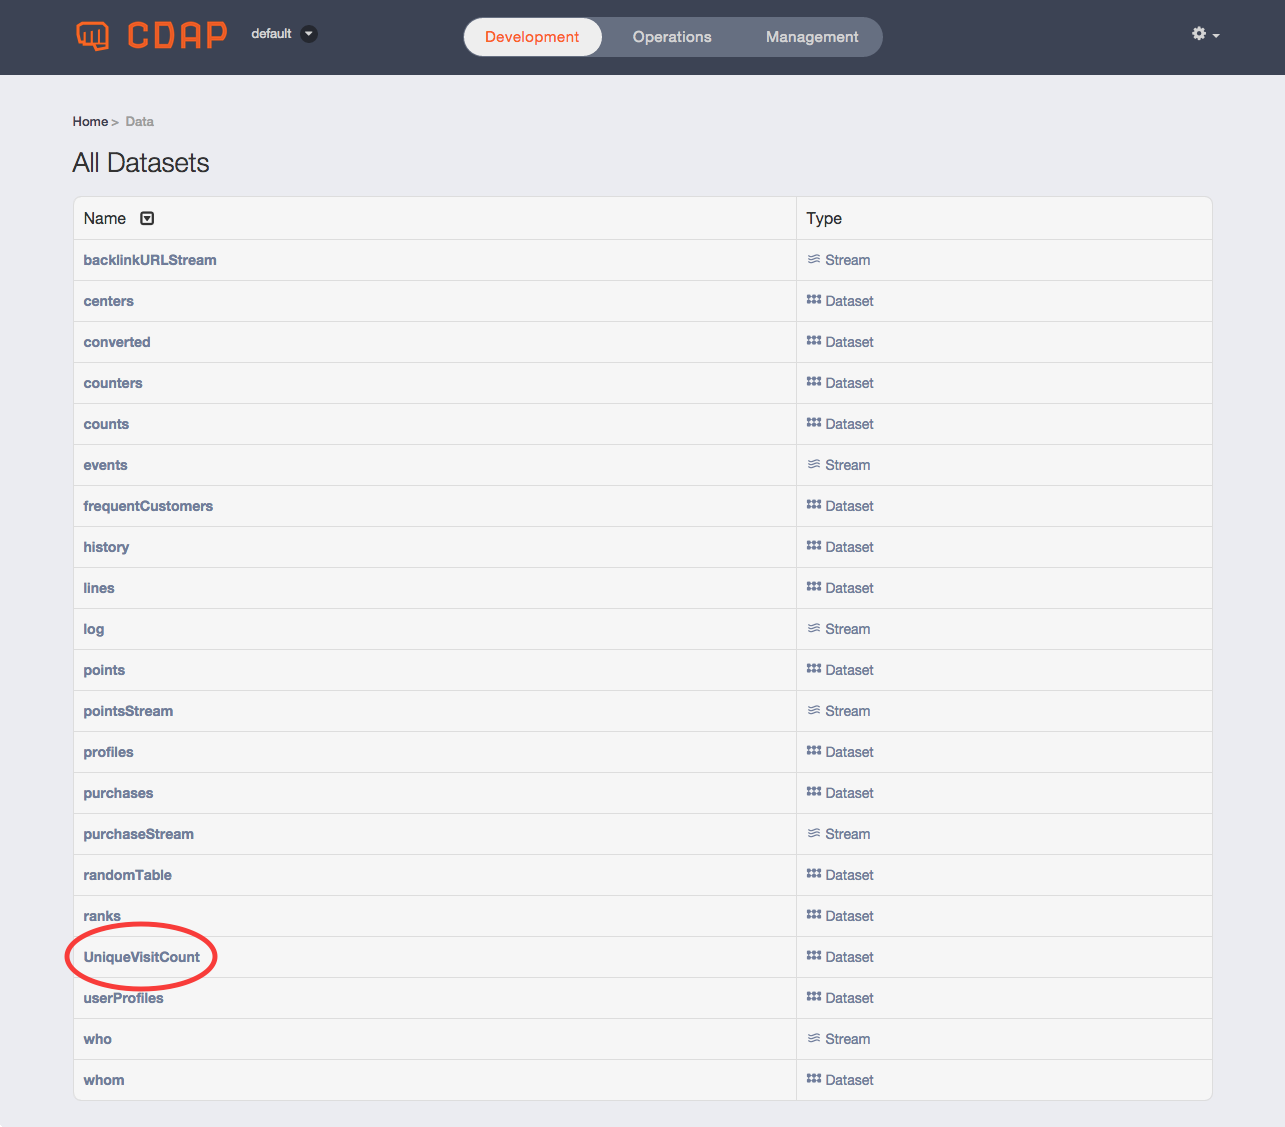 CDAP default Development Operations Management
Home > Data
All Datasets
Name Type
backlinkURLStream Stream
centers Dataset
converted Dataset
counters Dataset
counts Dataset
events Stream
frequentCustomers Dataset
history Dataset
lines Dataset
log Stream
points Dataset
pointsStream Stream
profiles Dataset
purchases Dataset
purchaseStream Stream
randomTable Dataset
ranks Dataset
UniqueVisitCount Dataset
userProfiles Dataset
who Stream
whom Dataset